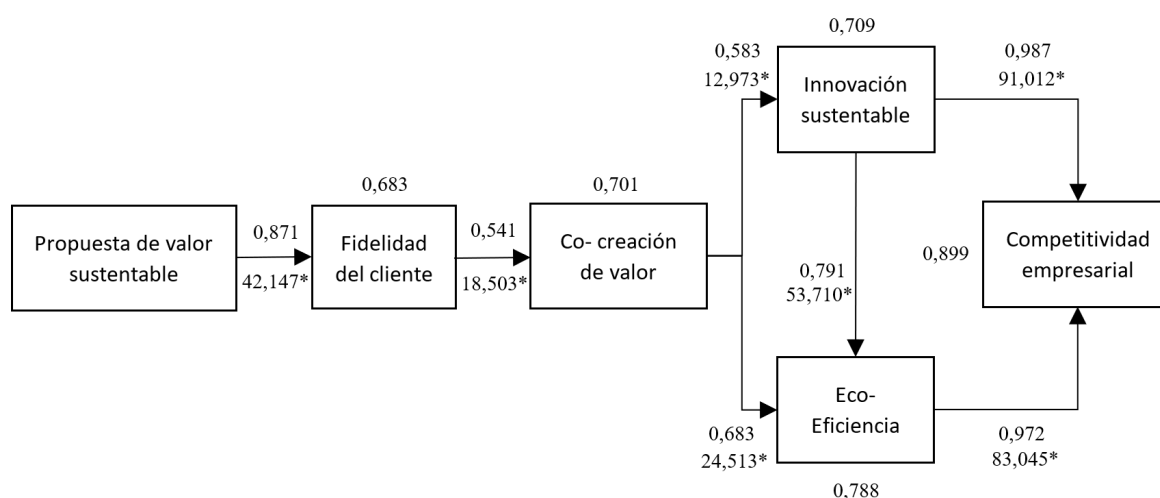 0,709
0,583
12,973*
Innovación
sustentable
0,987
91,012*
0,683
0,701
Propuesta de valor
sustentable
0,871
42,147*
Fidelidad
del cliente
0,541
18,503*
Co- creación
de valor
0,791
53,710*
0,899
Competitividad
empresarial
0,683
24,513*
Eco-
Eficiencia
0,972
83,045*
0,788